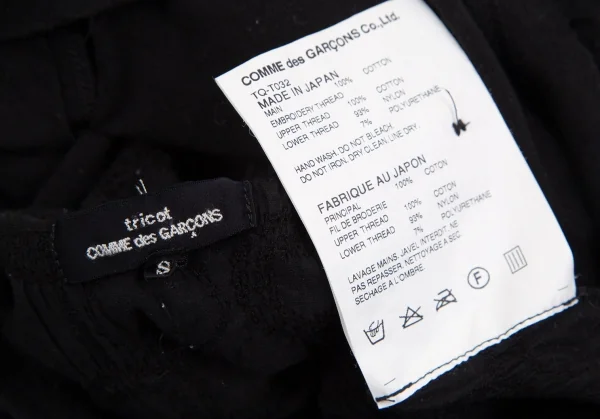 tricot
COMME des GARÇONS
S
COMME des GARÇONS Co.,Ltd.
TQ-T032
MADE IN JAPAN
MAIN 100% COTTON
EMBROIDERY THREAD 100% COTTON
UPPER THREAD 93% NYLON
LOWER THREAD 7% POLYURETHANE
HAND WASH. DO NOT BLEACH.
DO NOT IRON. DRY CLEAN. LINE DRY.
FABRIQUE AU JAPON
PRINCIPAL 100% COTON
FIL DE BRODERIE 100% COTON
UPPER THREAD 93% NYLON
LOWER THREAD 7% POLYURETHANE
LAVAGE MAINS. JAVEL INTERDIT. NE
PAS REPASSER. NETTOYAGE A SEC.
SECHAGE A L'OMBRE.
F